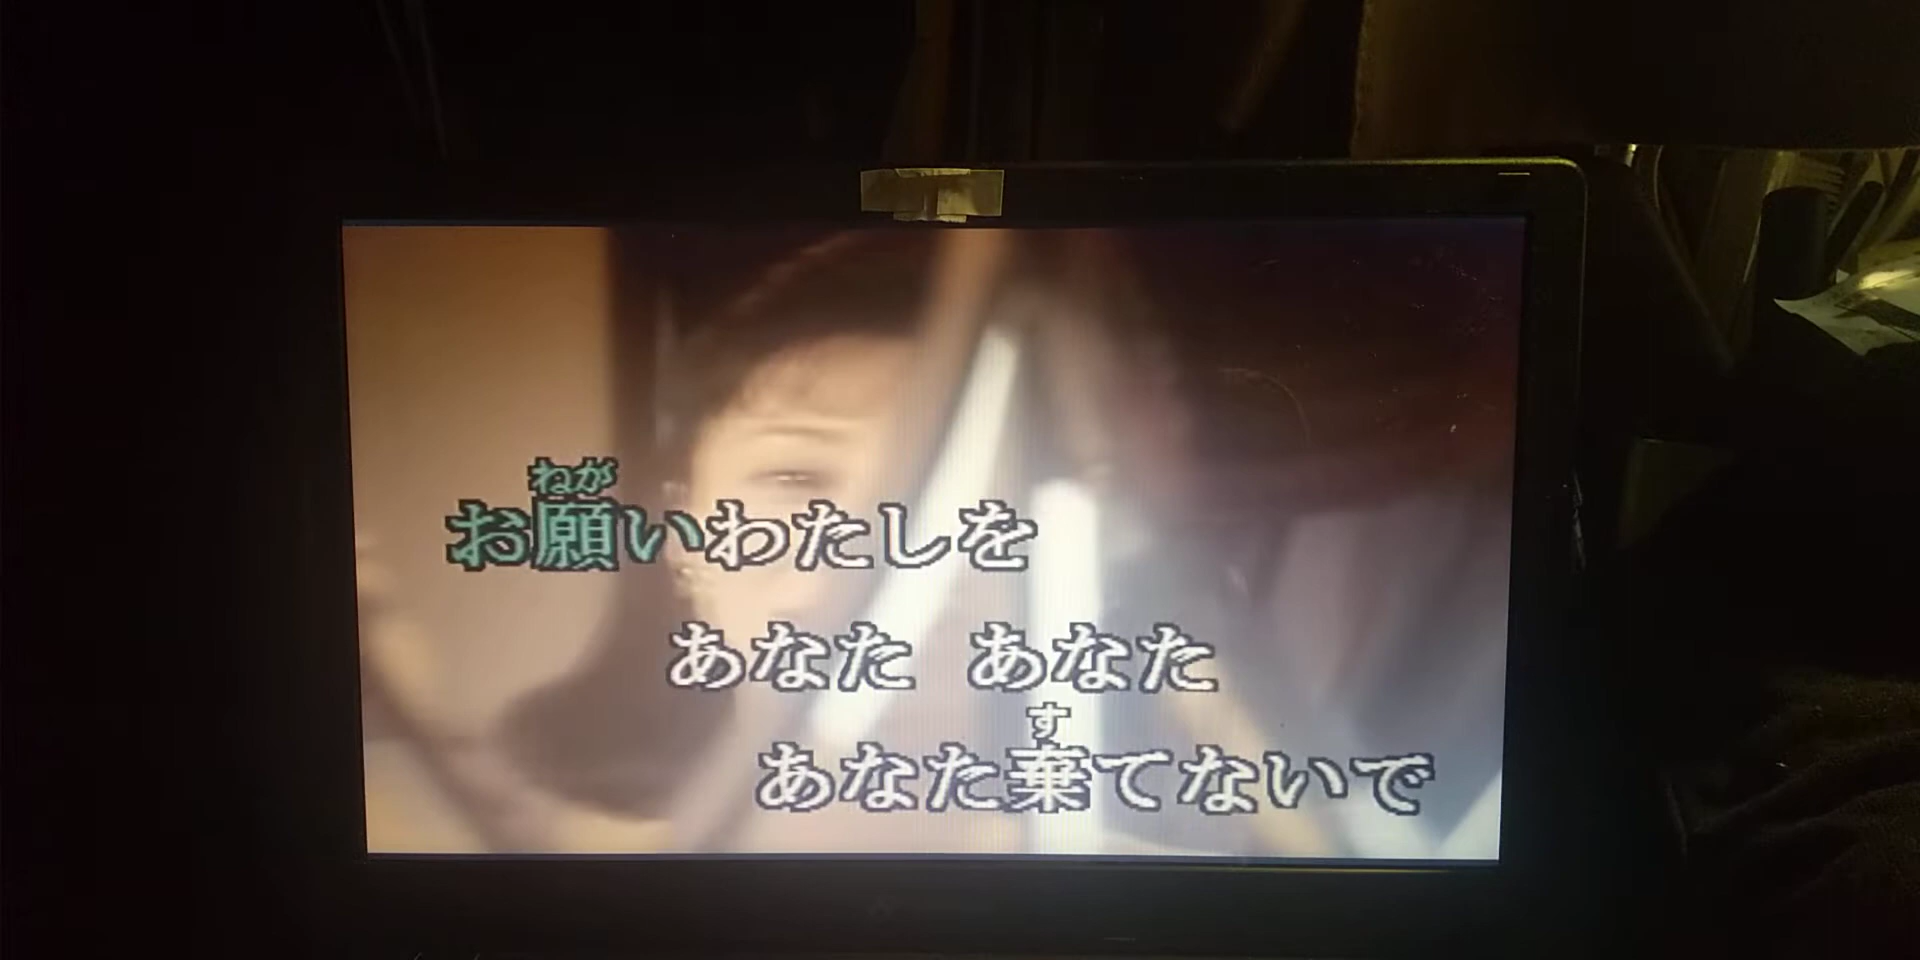 ねが
お願いわたしを
あなた　あなた
す
あなた棄てないで